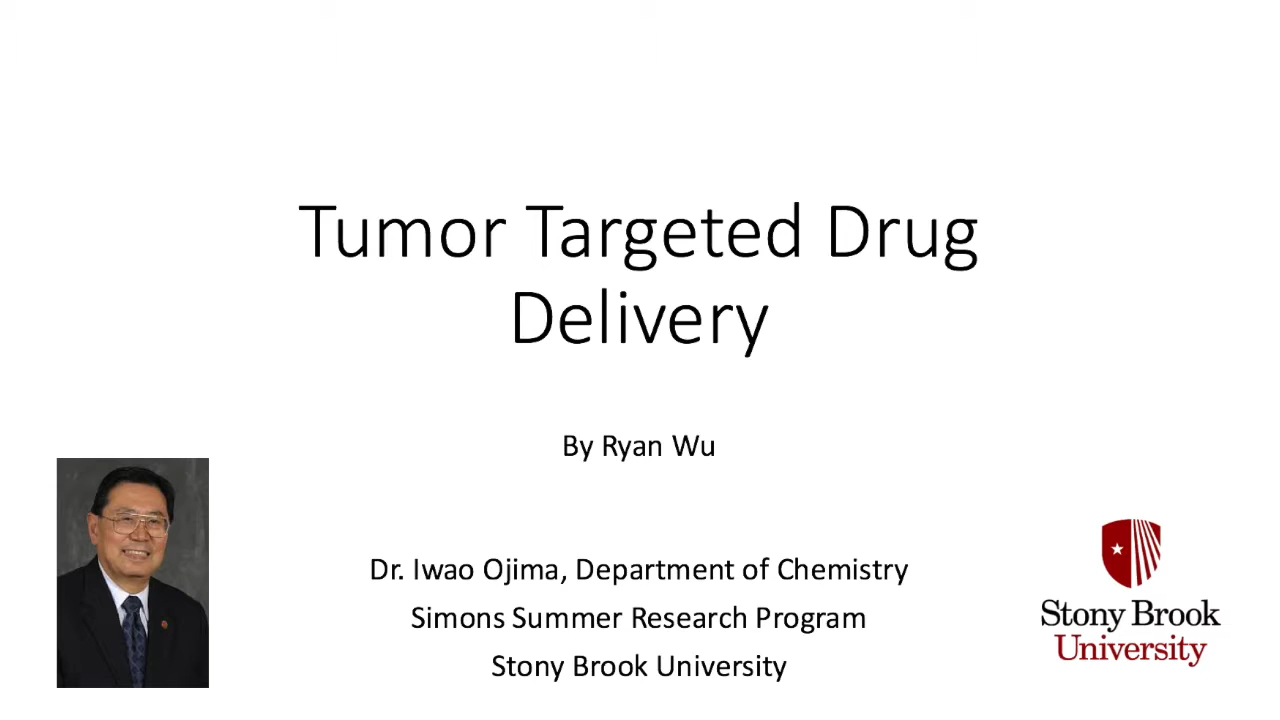 Tumor Targeted Drug
Delivery
By Ryan Wu
Dr. Iwao Ojima, Department of Chemistry
Simons Summer Research Program
Stony Brook University
Stony Brook
University